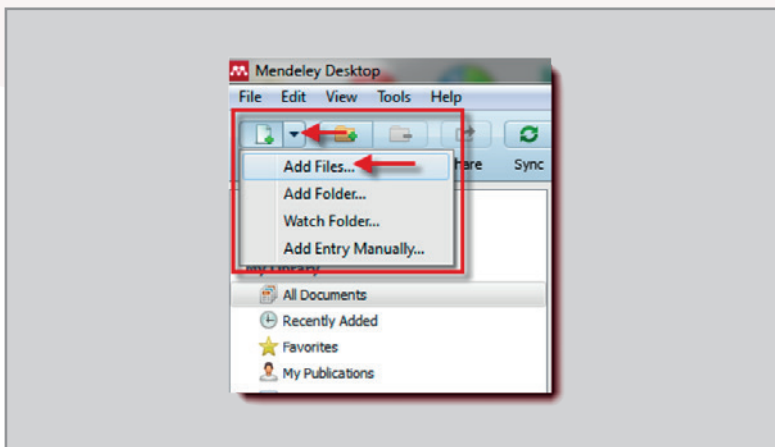 Mendeley Desktop
File Edit View Tools Help
Add Files... Sync
Add Folder...
Watch Folder...
Add Entry Manually...
My Library
All Documents
Recently Added
Favorites
My Publications